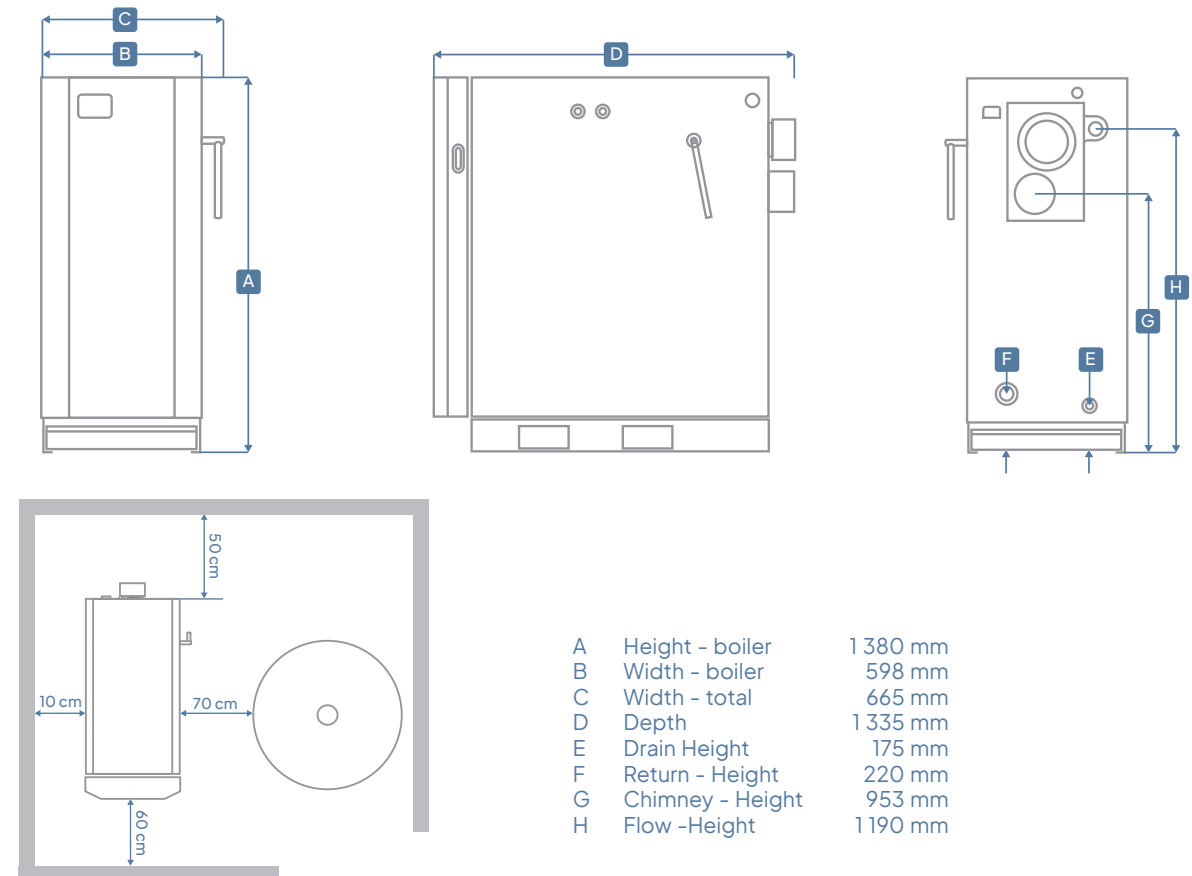 C
B
D
A
H
G
F
E
50 cm
10 cm
70 cm
60 cm
A Height - boiler 1 380 mm
B Width - boiler 598 mm
C Width - total 665 mm
D Depth 1 335 mm
E Drain Height 175 mm
F Return - Height 220 mm
G Chimney - Height 953 mm
H Flow -Height 1 190 mm